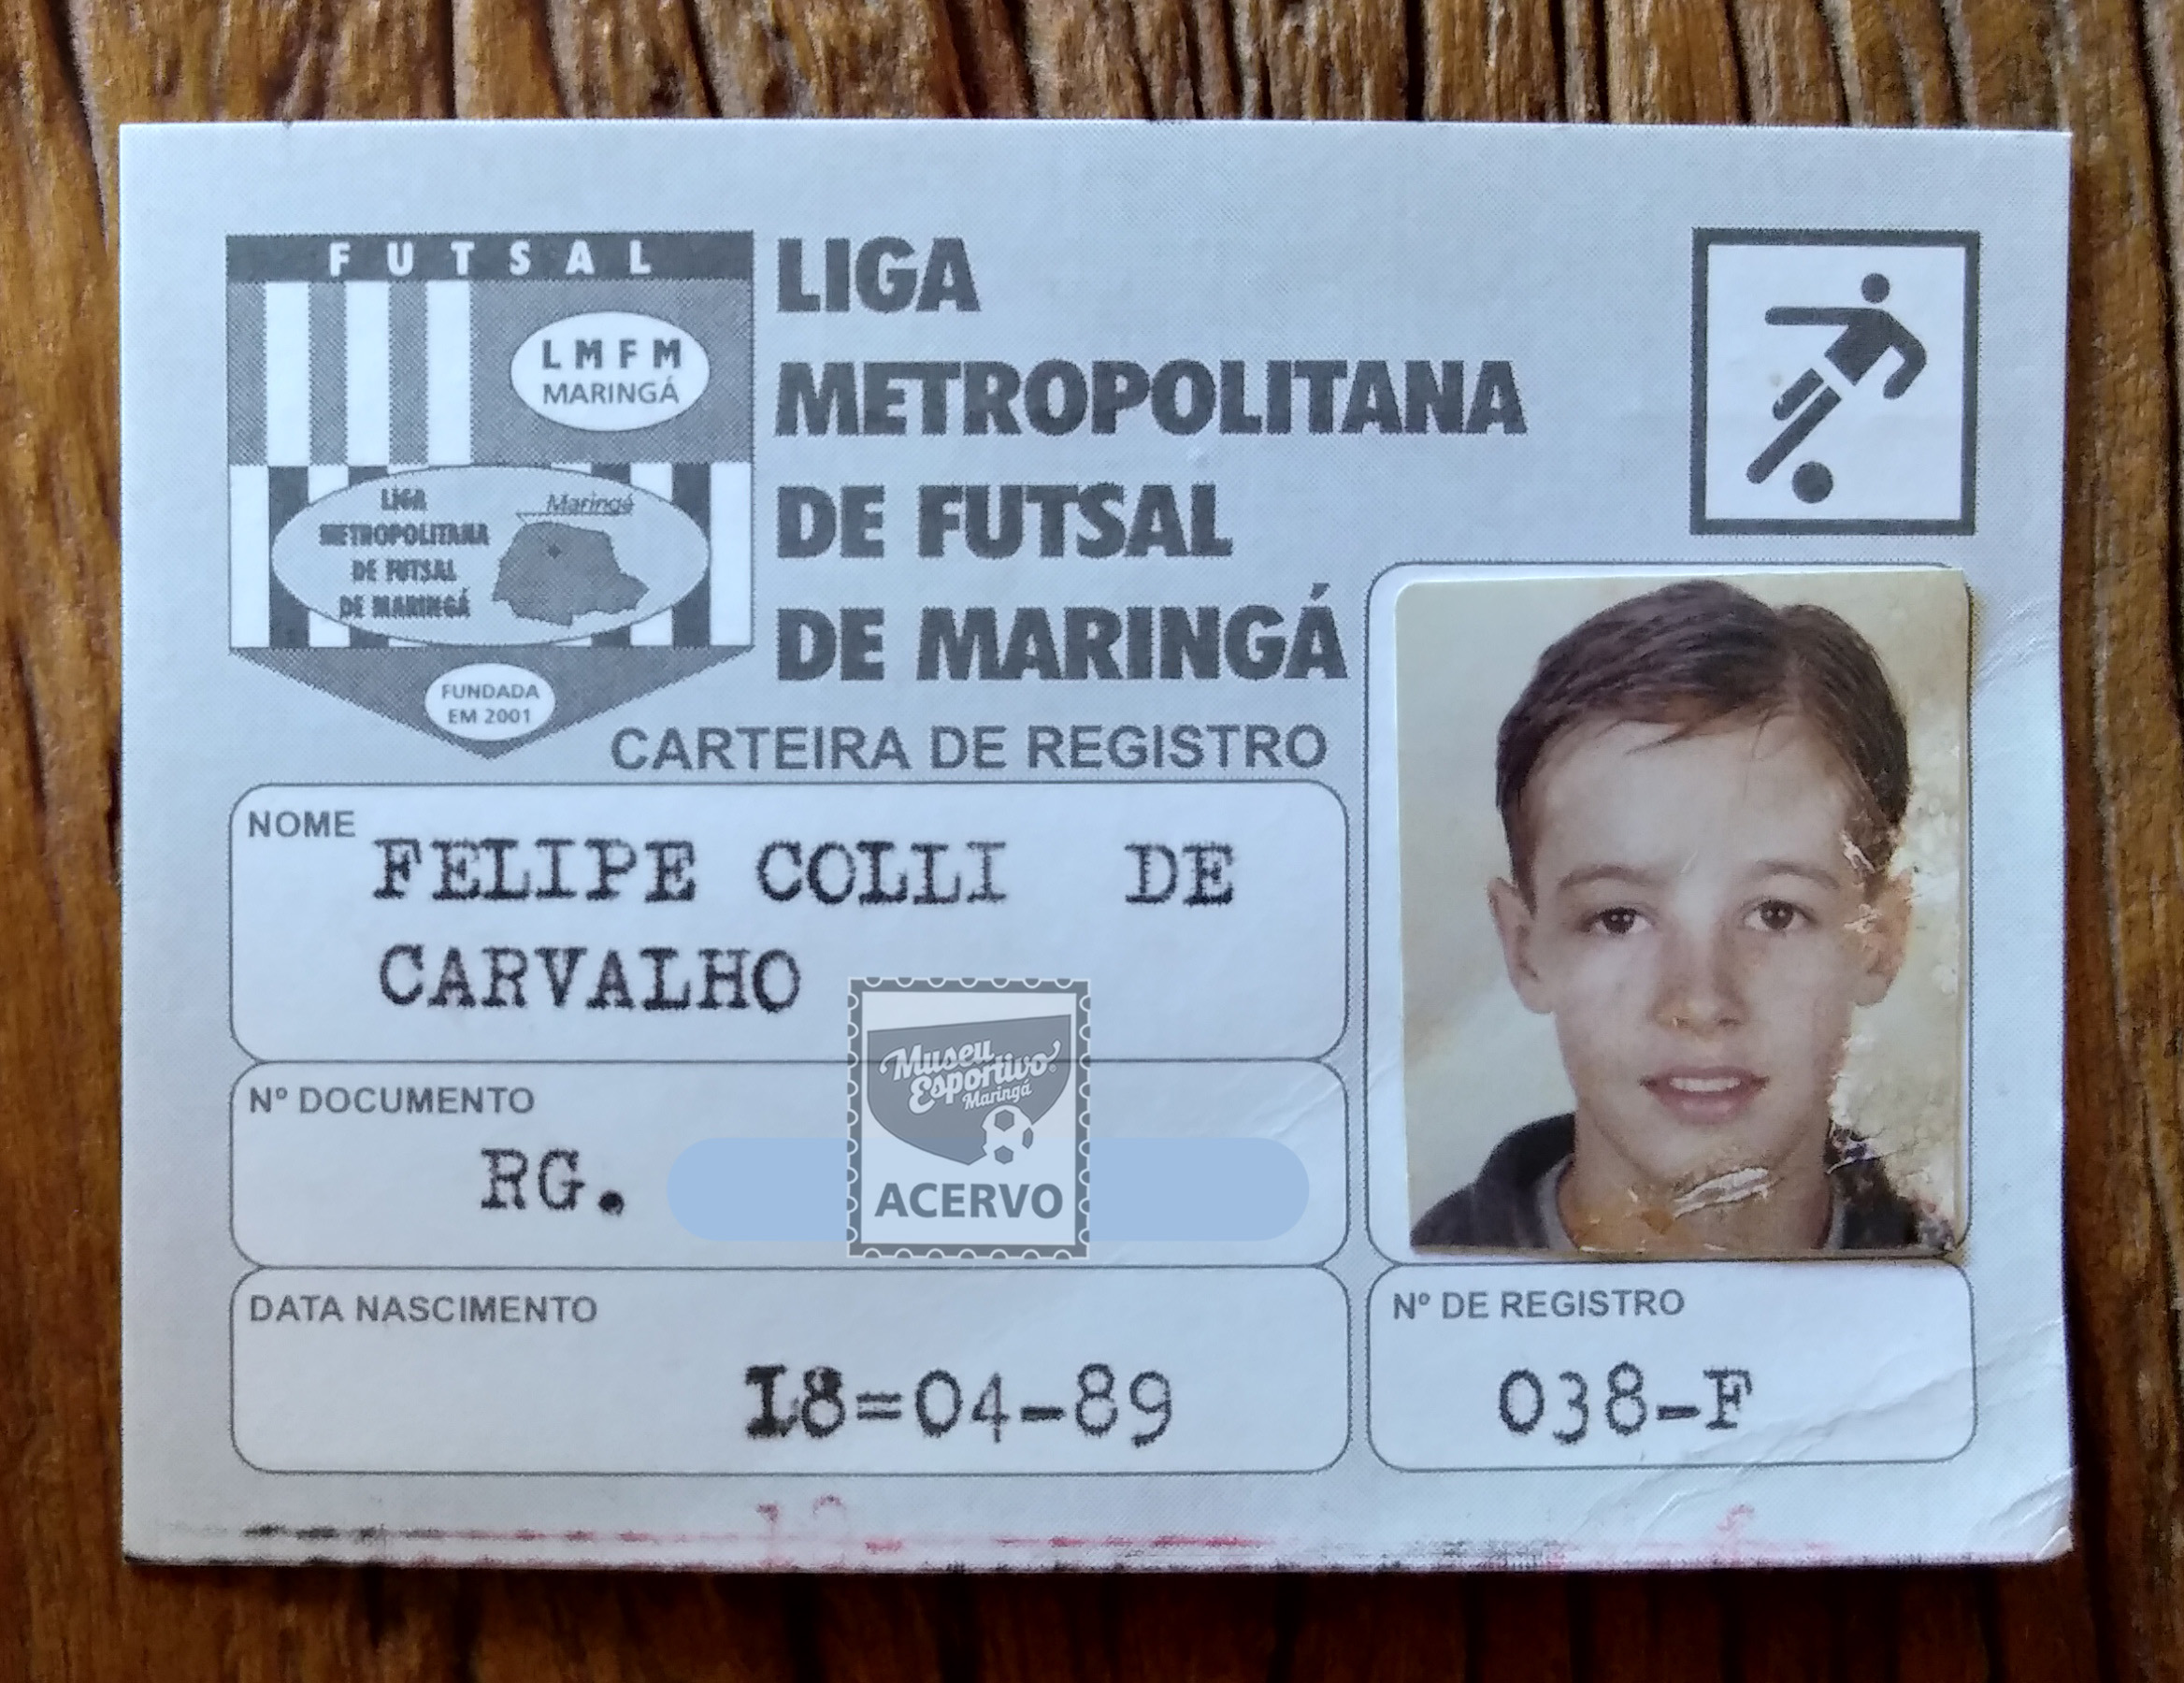 FUTSAL
LMFM
MARINGÁ
LIGA
METROPOLITANA
DE FUTSAL
DE MARINGÁ
Maringá
FUNDADA
EM 2001
LIGA
METROPOLITANA
DE FUTSAL
DE MARINGÁ
CARTEIRA DE REGISTRO
NOME
FELIPE COLLI DE
CARVALHO
Nº DOCUMENTO
RG.
Museu
Esportivo
Maringá
ACERVO
DATA NASCIMENTO
18=04-89
Nº DE REGISTRO
038-F